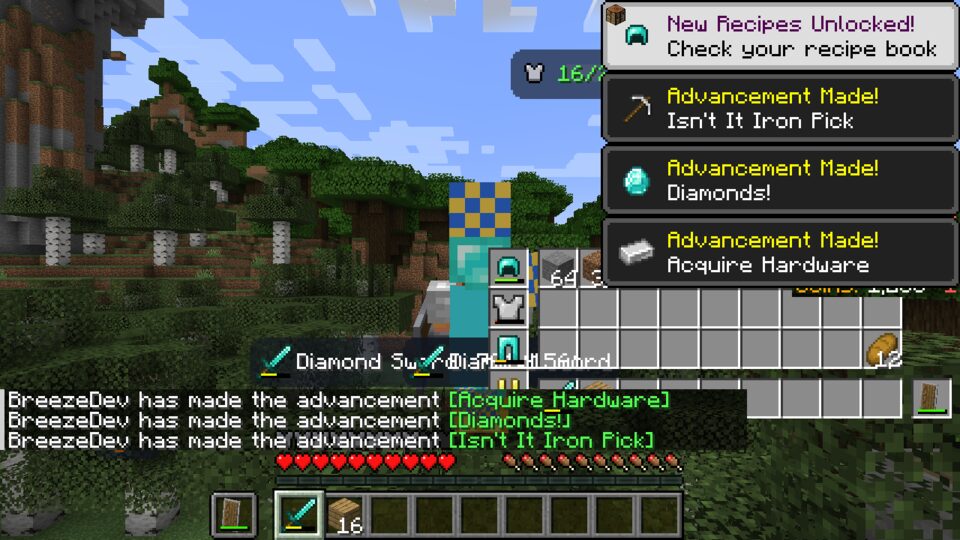 New Recipes Unlocked!
Check your recipe book
16/
Advancement Made!
Isn't It Iron Pick
Advancement Made!
Diamonds!
Advancement Made!
Acquire Hardware
64
12
Diamond
BreezeDev has made the advancement [Acquire Hardware]
BreezeDev has made the advancement [Diamonds!]
BreezeDev has made the advancement [Isn't It Iron Pick]
16